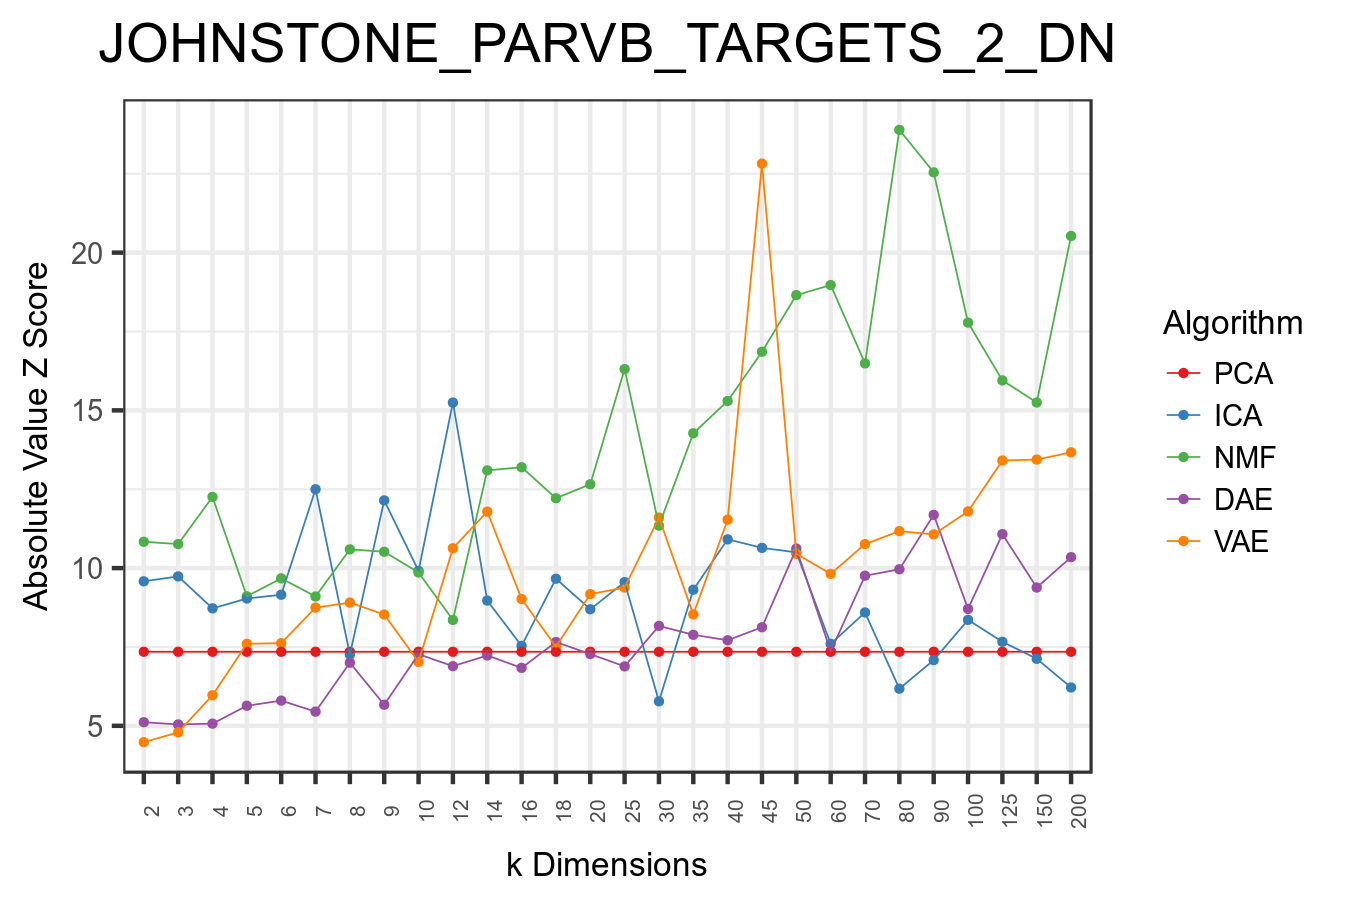 JOHNSTONE_PARVB_TARGETS_2_DN
Absolute Value Z Score
20
15
10
5
2 3 4 5 6 7 8 9 10 12 14 16 18 20 25 30 35 40 45 50 60 70 80 90 100 125 150 200
k Dimensions
Algorithm
PCA
ICA
NMF
DAE
VAE